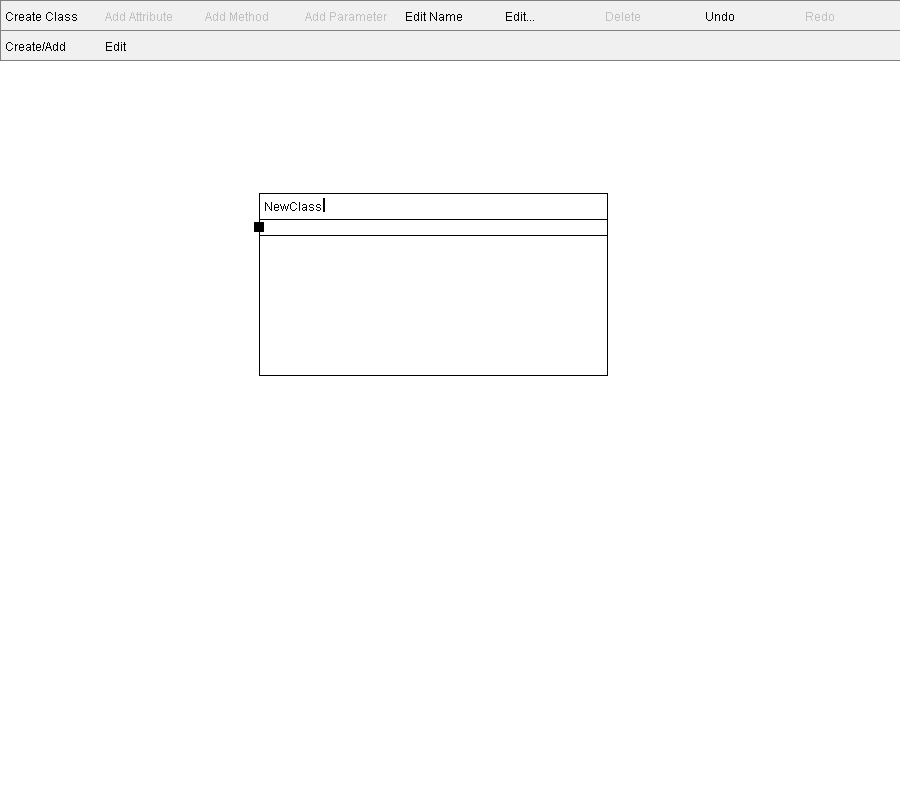 Create Class Add Attribute Add Method Add Parameter Edit Name Edit... Delete Undo Redo
Create/Add Edit
NewClass